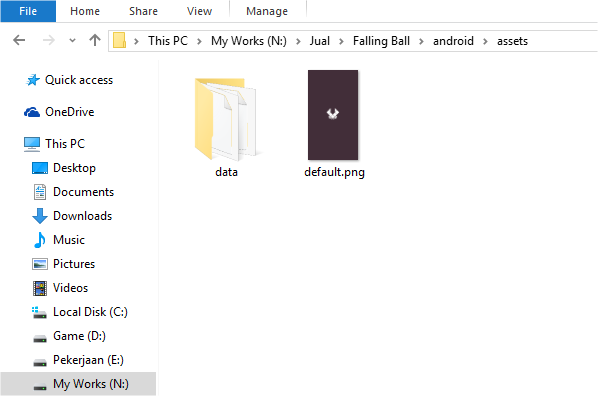 File Home Share View Manage
This PC My Works (N:) Jual Falling Ball android assets
Quick access
OneDrive
This PC
Desktop
Documents
Downloads
Music
Pictures
Videos
Local Disk (C:)
Game (D:)
Pekerjaan (E:)
My Works (N:)
data default.png